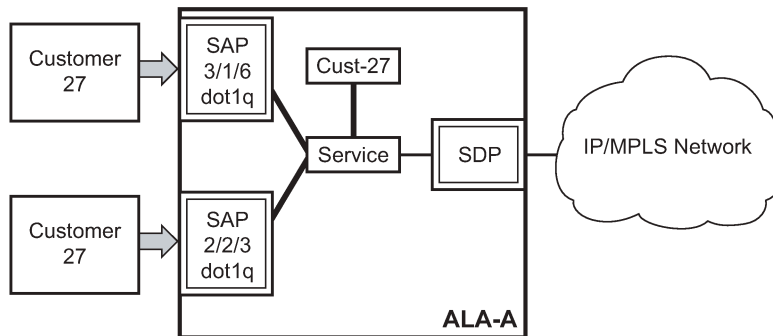 Customer
27
SAP
3/1/6
dot1q
Cust-27
Service
SDP
IP/MPLS Network
Customer
27
SAP
2/2/3
dot1q
ALA-A